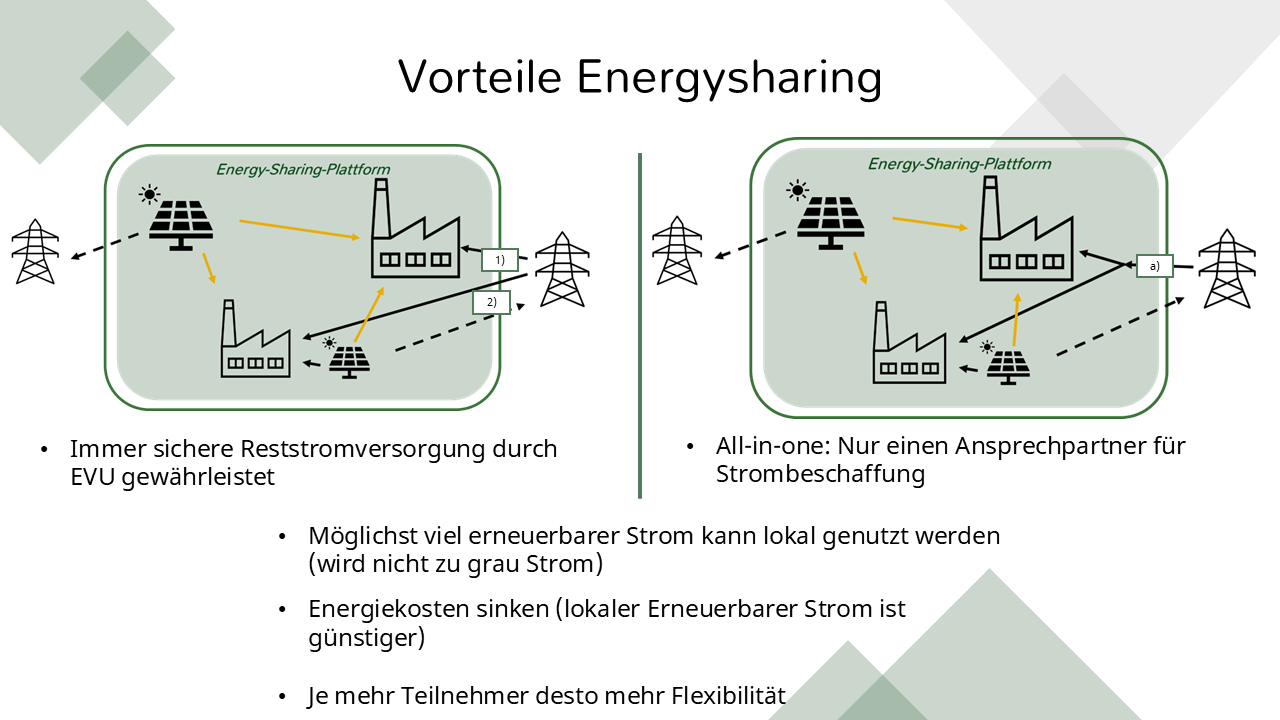 Vorteile Energysharing
Energy-Sharing-Plattform
1)
2)
• Immer sichere Reststromversorgung durch
EVU gewährleistet
Energy-Sharing-Plattform
a)
• All-in-one: Nur einen Ansprechpartner für
Strombeschaffung
• Möglichst viel erneuerbarer Strom kann lokal genutzt werden
(wird nicht zu grau Strom)
• Energiekosten sinken (lokaler Erneuerbarer Strom ist
günstiger)
• Je mehr Teilnehmer desto mehr Flexibilität